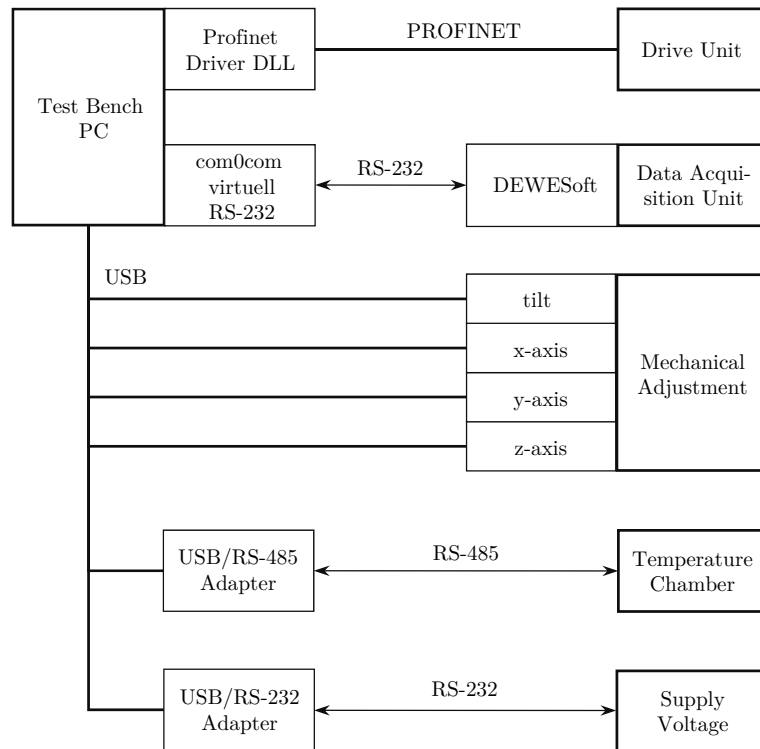 Profinet
Driver DLL
PROFINET
Drive Unit
Test Bench
PC
com0com
virtuell
RS-232
RS-232
DEWESoft
Data Acqui-
sition Unit
USB
tilt
x-axis
y-axis
z-axis
Mechanical
Adjustment
USB/RS-485
Adapter
RS-485
Temperature
Chamber
USB/RS-232
Adapter
RS-232
Supply
Voltage